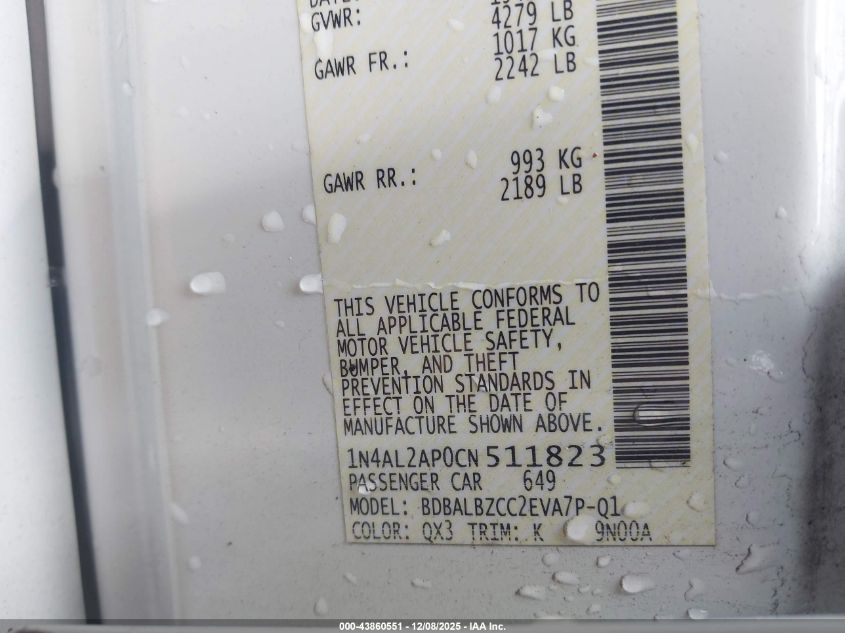 GVWR: 4279 LB
1017 KG
GAWR FR.: 2242 LB
993 KG
GAWR RR.: 2189 LB
THIS VEHICLE CONFORMS TO
ALL APPLICABLE FEDERAL
MOTOR VEHICLE SAFETY,
BUMPER, AND THEFT
PREVENTION STANDARDS IN
EFFECT ON THE DATE OF
MANUFACTURE SHOWN ABOVE.
1N4AL2AP0CN511823
PASSENGER CAR 649
MODEL: BDBALBZCC2EVA7P-Q1
COLOR: QX3 TRIM: K 9N00A
000-43860551 - 12/08/2025 - IAA Inc.